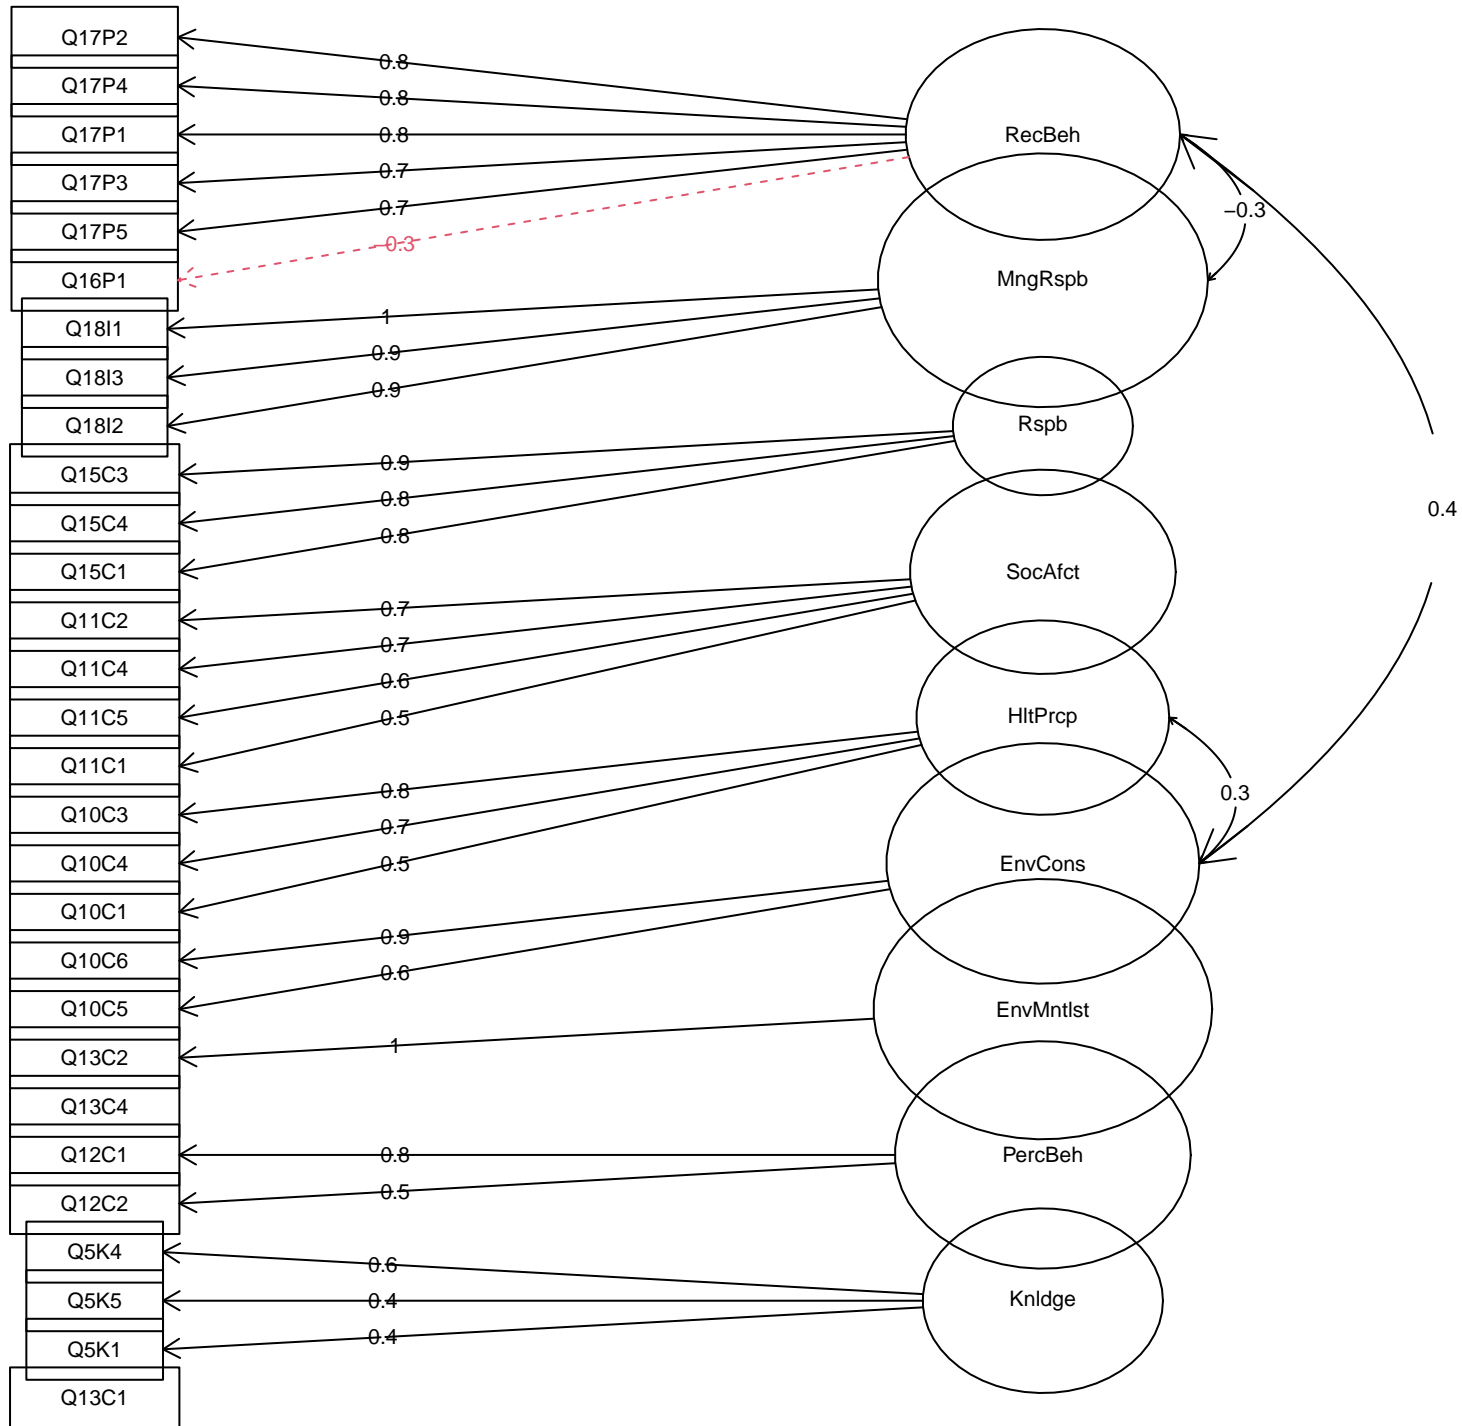 Q17P2
Q17P4
Q17P1
Q17P3
Q17P5
Q16P1
Q18I1
Q18I3
Q18I2
Q15C3
Q15C4
Q15C1
Q11C2
Q11C4
Q11C5
Q11C1
Q10C3
Q10C4
Q10C1
Q10C6
Q10C5
Q13C2
Q13C4
Q12C1
Q12C2
Q5K4
Q5K5
Q5K1
Q13C1
0.8
0.8
0.8
0.7
0.7
−0.3
1
0.9
0.9
0.9
0.8
0.8
0.7
0.7
0.6
0.5
0.8
0.7
0.5
0.9
0.6
1
0.8
0.5
0.6
0.4
0.4
RecBeh
MngRspb
Rspb
SocAfct
HltPrcp
EnvCons
EnvMntlst
PercBeh
Knldge
−0.3
0.4
0.3